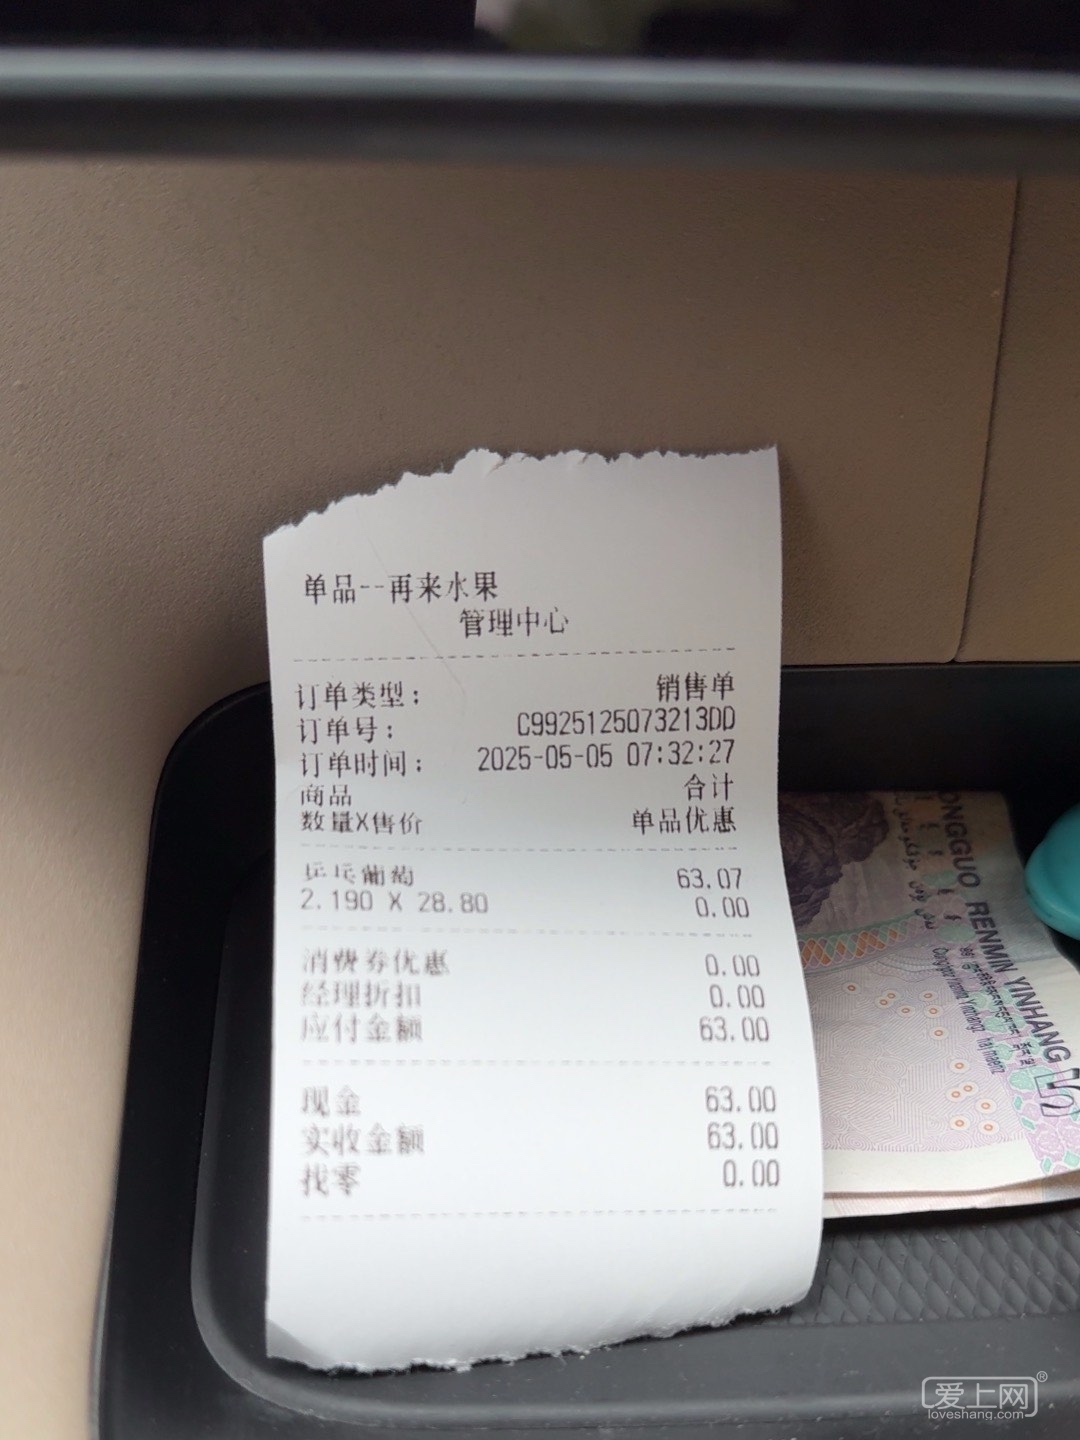 单品--再来水果
管理中心
订单类型： 销售单
订单号： C9925125073213DD
订单时间： 2025-05-05 07:32:27
商品 合计
数量X售价 单品优惠
乒乓葡萄 63.07
2.190 X 28.80 0.00
消费券优惠 0.00
经理折扣 0.00
应付金额 63.00
现金 63.00
实收金额 63.00
找零 0.00
ONGGUO RENMIN YINHANG
爱上网®
loveshang.com